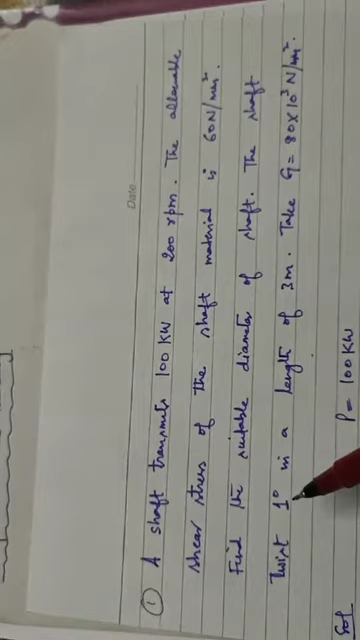 Date
① A shaft transmits 100 KW at 200 rpm. The allowable
shear stress of the shaft material is 60 N/mm².
Find the suitable diameter of shaft. The shaft
Twist 1° in a length of 3m. Take G = 80 X 10³ N/mm².
Sol P = 100 KW